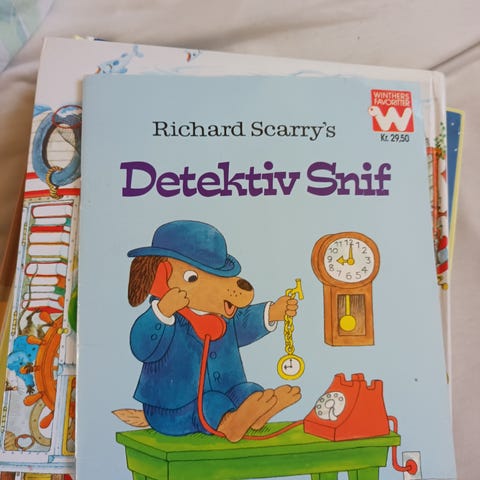 WINTHERS
FAVORITTER
W
Kr. 29,50
Richard Scarry's
Detektiv Snif